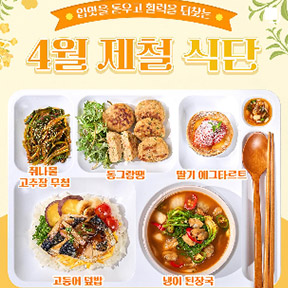 입맛을 돋우고 활력을 더찾는
4월 제철 식단
취나물
고추장 무침
동그랑땡
딸기 에그타르트
고등어 덮밥
냉이 된장국